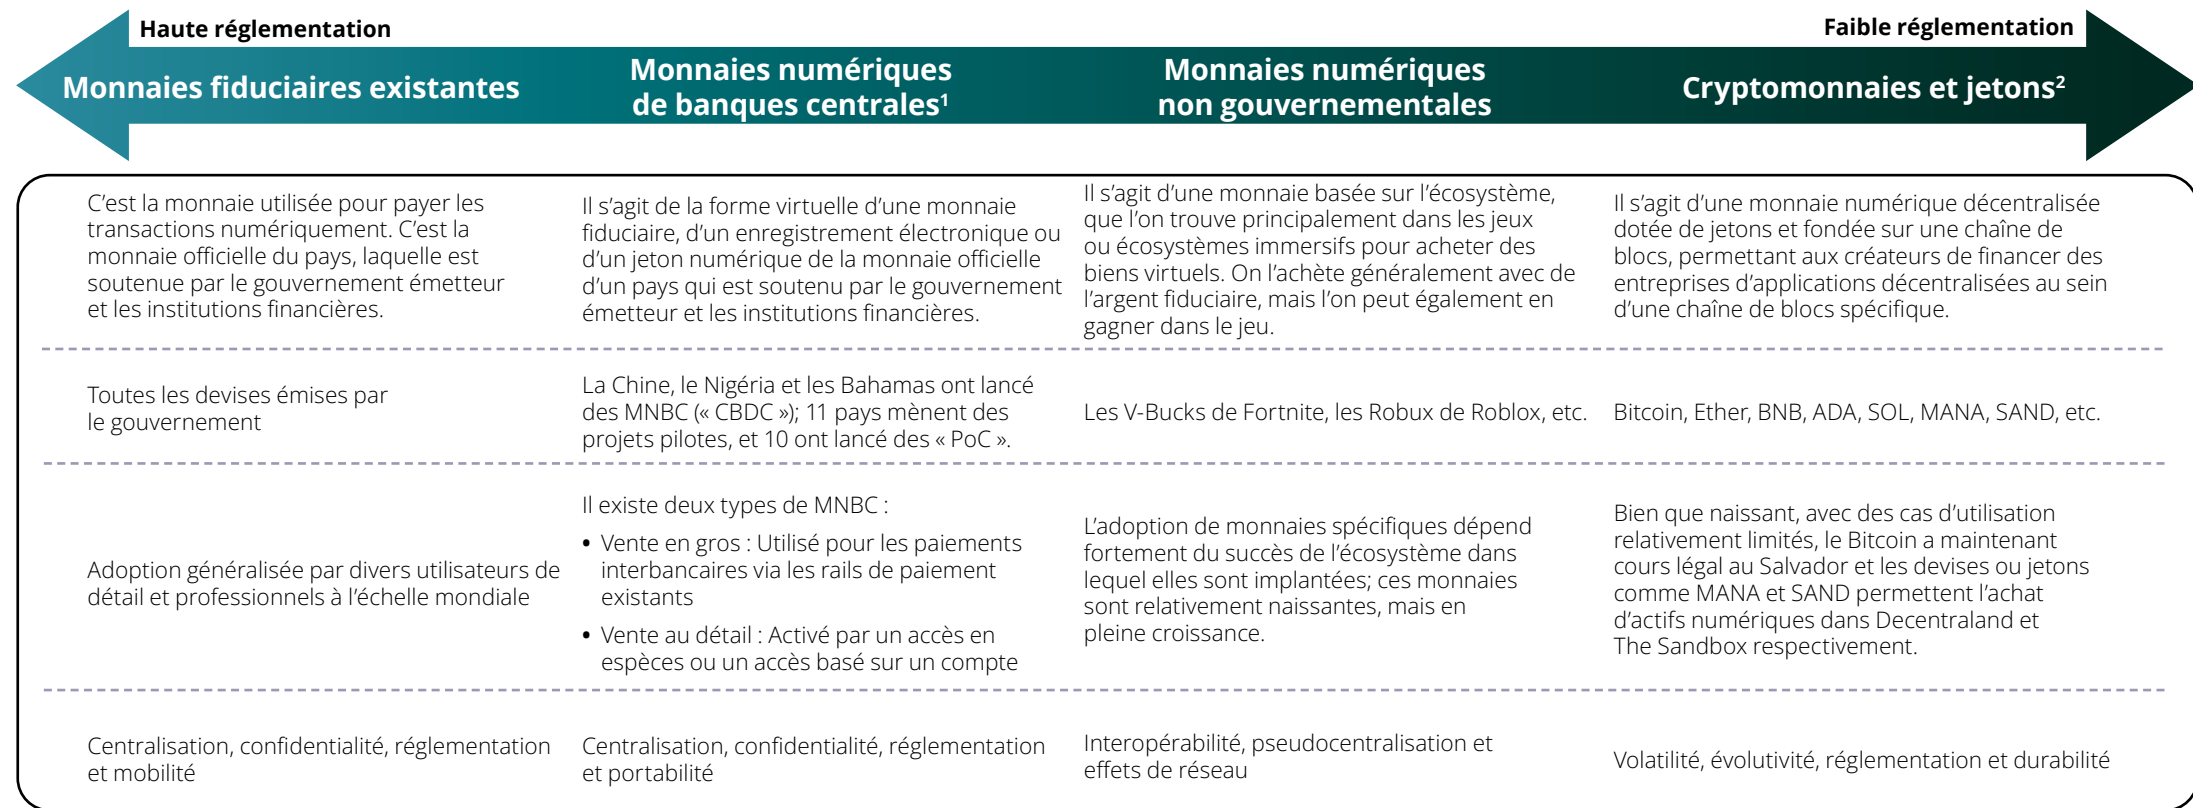 Haute réglementation
Faible réglementation
Monnaies fiduciaires existantes
Monnaies numériques
de banques centrales¹
Monnaies numériques
non gouvernementales
Cryptomonnaies et jetons²
C’est la monnaie utilisée pour payer les
transactions numériquement. C’est la
monnaie officielle du pays, laquelle est
soutenue par le gouvernement émetteur
et les institutions financières.
Il s’agit de la forme virtuelle d’une monnaie
fiduciaire, d’un enregistrement électronique ou
d’un jeton numérique de la monnaie officielle
d’un pays qui est soutenu par le gouvernement
émetteur et les institutions financières.
Il s’agit d’une monnaie basée sur l’écosystème,
que l’on trouve principalement dans les jeux
ou écosystèmes immersifs pour acheter des
biens virtuels. On l’achète généralement avec de
l’argent fiduciaire, mais l’on peut également en
gagner dans le jeu.
Il s’agit d’une monnaie numérique décentralisée
dotée de jetons et fondée sur une chaîne de
blocs, permettant aux créateurs de financer des
entreprises d’applications décentralisées au sein
d’une chaîne de blocs spécifique.
Toutes les devises émises par
le gouvernement
La Chine, le Nigéria et les Bahamas ont lancé
des MNBC (« CBDC »); 11 pays mènent des
projets pilotes, et 10 ont lancé des « PoC ».
Les V-Bucks de Fortnite, les Robux de Roblox, etc.
Bitcoin, Ether, BNB, ADA, SOL, MANA, SAND, etc.
Adoption généralisée par divers utilisateurs de
détail et professionnels à l’échelle mondiale
Il existe deux types de MNBC :
• Vente en gros : Utilisé pour les paiements
interbancaires via les rails de paiement
existants
• Vente au détail : Activé par un accès en
espèces ou un accès basé sur un compte
L’adoption de monnaies spécifiques dépend
fortement du succès de l’écosystème dans
lequel elles sont implantées; ces monnaies
sont relativement naissantes, mais en
pleine croissance.
Bien que naissant, avec des cas d’utilisation
relativement limités, le Bitcoin a maintenant
cours légal au Salvador et les devises ou jetons
comme MANA et SAND permettent l’achat
d’actifs numériques dans Decentraland et
The Sandbox respectivement.
Centralisation, confidentialité, réglementation
et mobilité
Centralisation, confidentialité, réglementation
et portabilité
Interopérabilité, pseudocentralisation et
effets de réseau
Volatilité, évolutivité, réglementation et durabilité